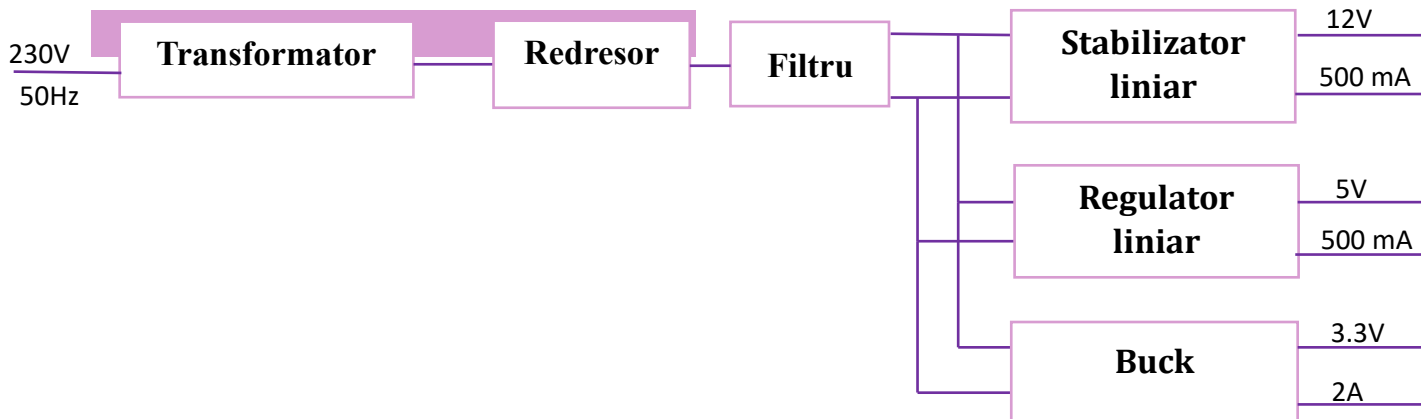 230V
50Hz
Transformator
Redresor
Filtru
Stabilizator
liniar
12V
500 mA
Regulator
liniar
5V
500 mA
Buck
3.3V
2A